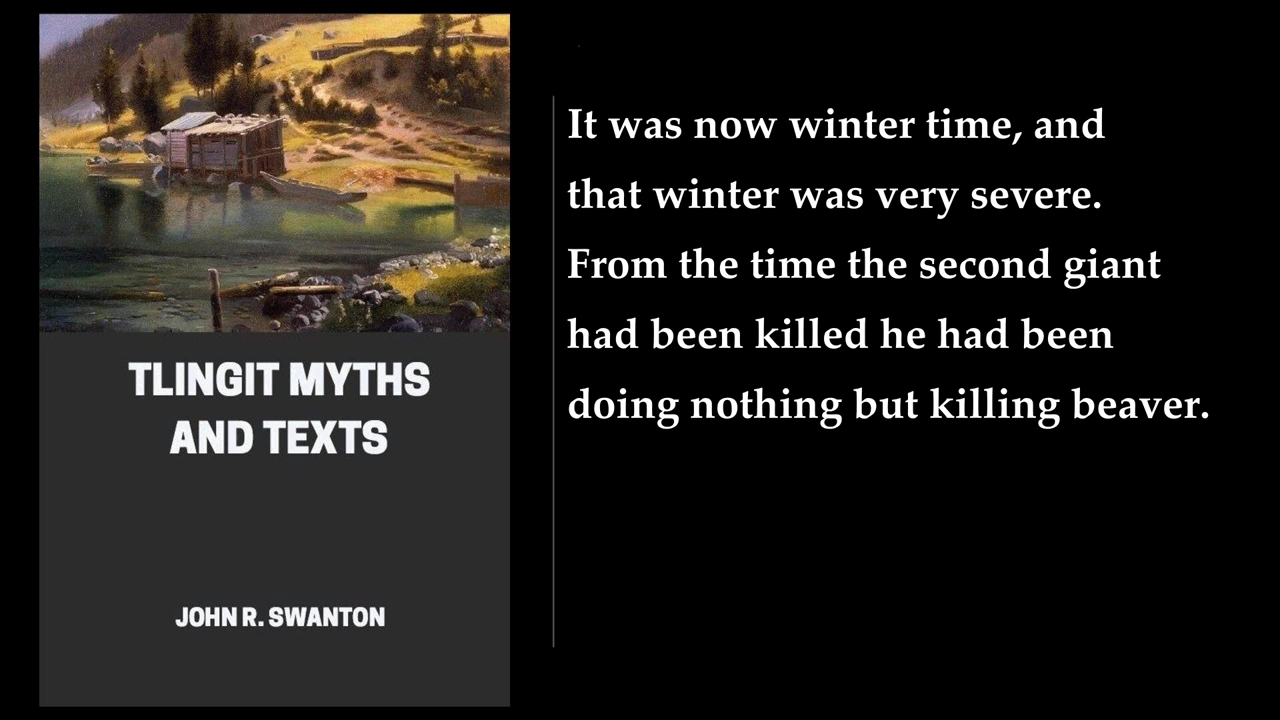 TLINGIT MYTHS
AND TEXTS
JOHN R. SWANTON
It was now winter time, and
that winter was very severe.
From the time the second giant
had been killed he had been
doing nothing but killing beaver.